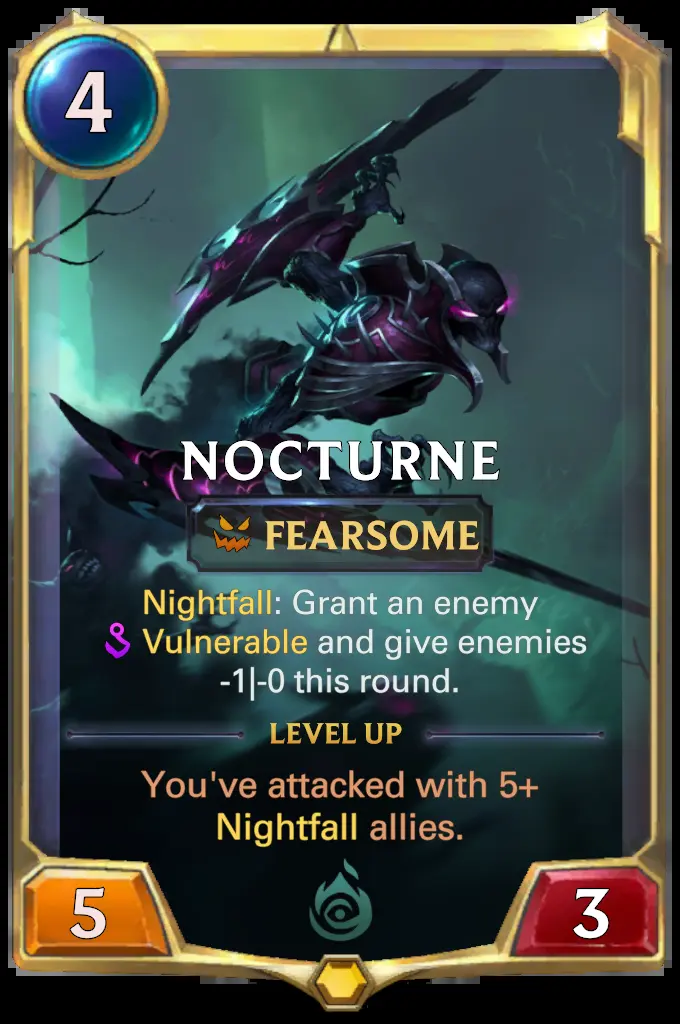 4
NOCTURNE
FEARSOME
Nightfall: Grant an enemy
Vulnerable and give enemies
-1|-0 this round.
LEVEL UP
You've attacked with 5+
Nightfall allies.
5
3